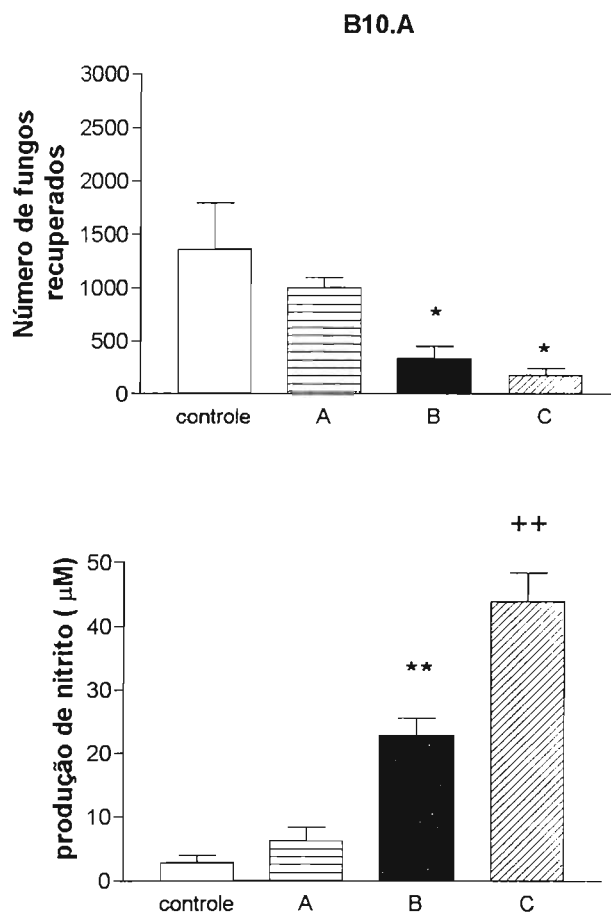 B10.A
Número de fungos
recuperados
3000
2500
2000
1500
1000
500
0
*
*
controle A B C
produção de nitrito ( µM)
50
40
30
20
10
0
++
**
controle A B C